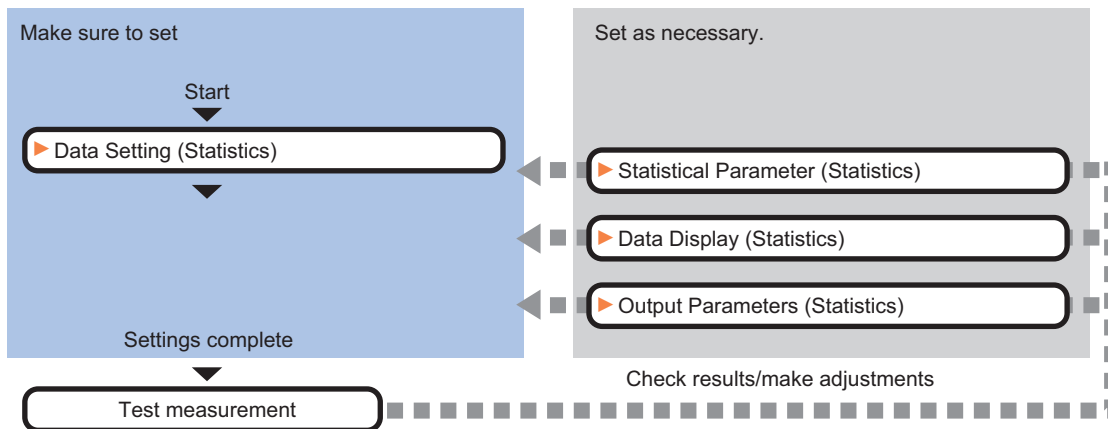 Make sure to set
Start
Data Setting (Statistics)
Settings complete
Test measurement
Set as necessary.
Statistical Parameter (Statistics)
Data Display (Statistics)
Output Parameters (Statistics)
Check results/make adjustments